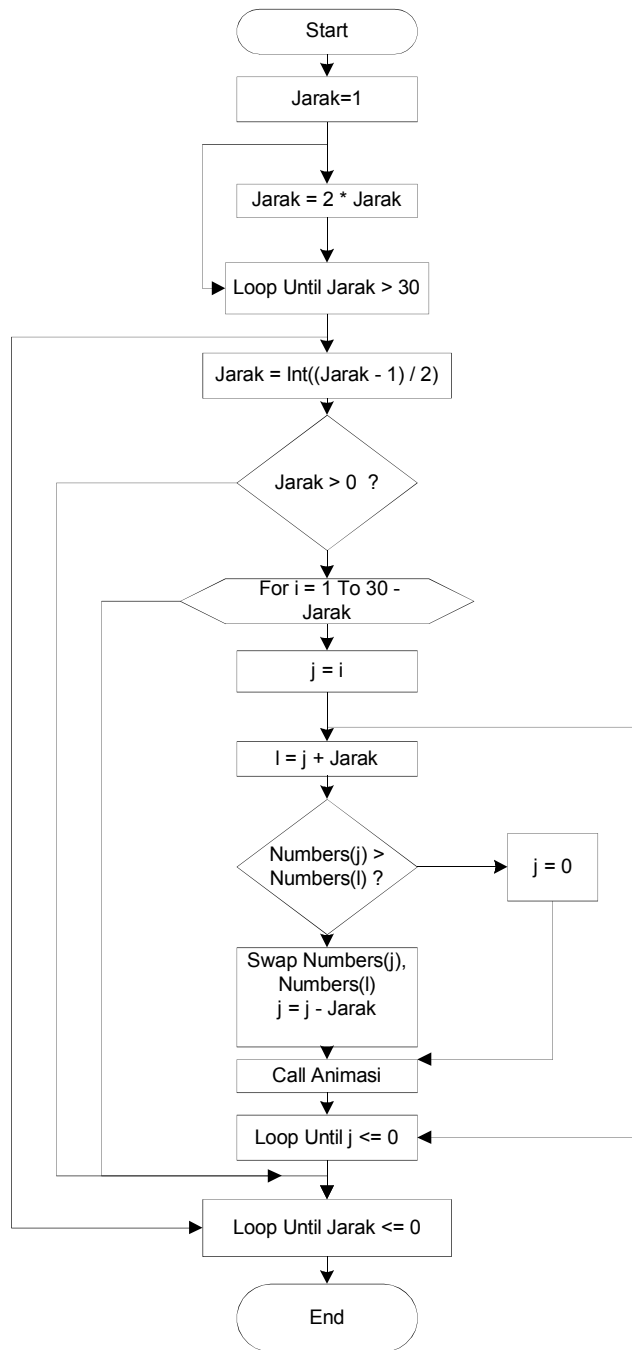 Start
Jarak=1
Jarak = 2 * Jarak
Loop Until Jarak > 30
Jarak = Int((Jarak - 1) / 2)
Jarak > 0 ?
For i = 1 To 30 -
Jarak
j = i
l = j + Jarak
Numbers(j) >
Numbers(l) ?
j = 0
Swap Numbers(j),
Numbers(l)
j = j - Jarak
Call Animasi
Loop Until j <= 0
Loop Until Jarak <= 0
End